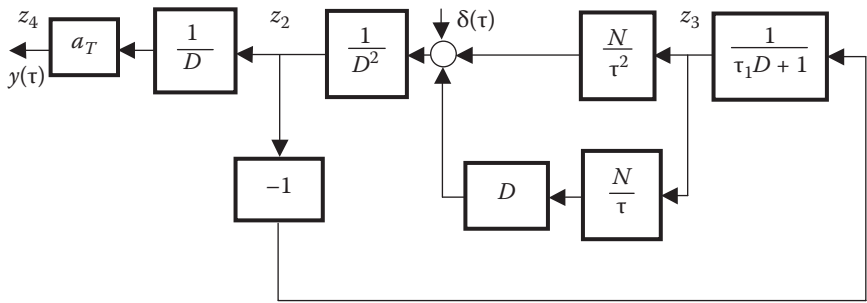 z₄
y(τ)
a_T
1/D
z₂
1/D²
δ(τ)
N/τ²
z₃
1/(τ₁D + 1)
−1
D
N/τ